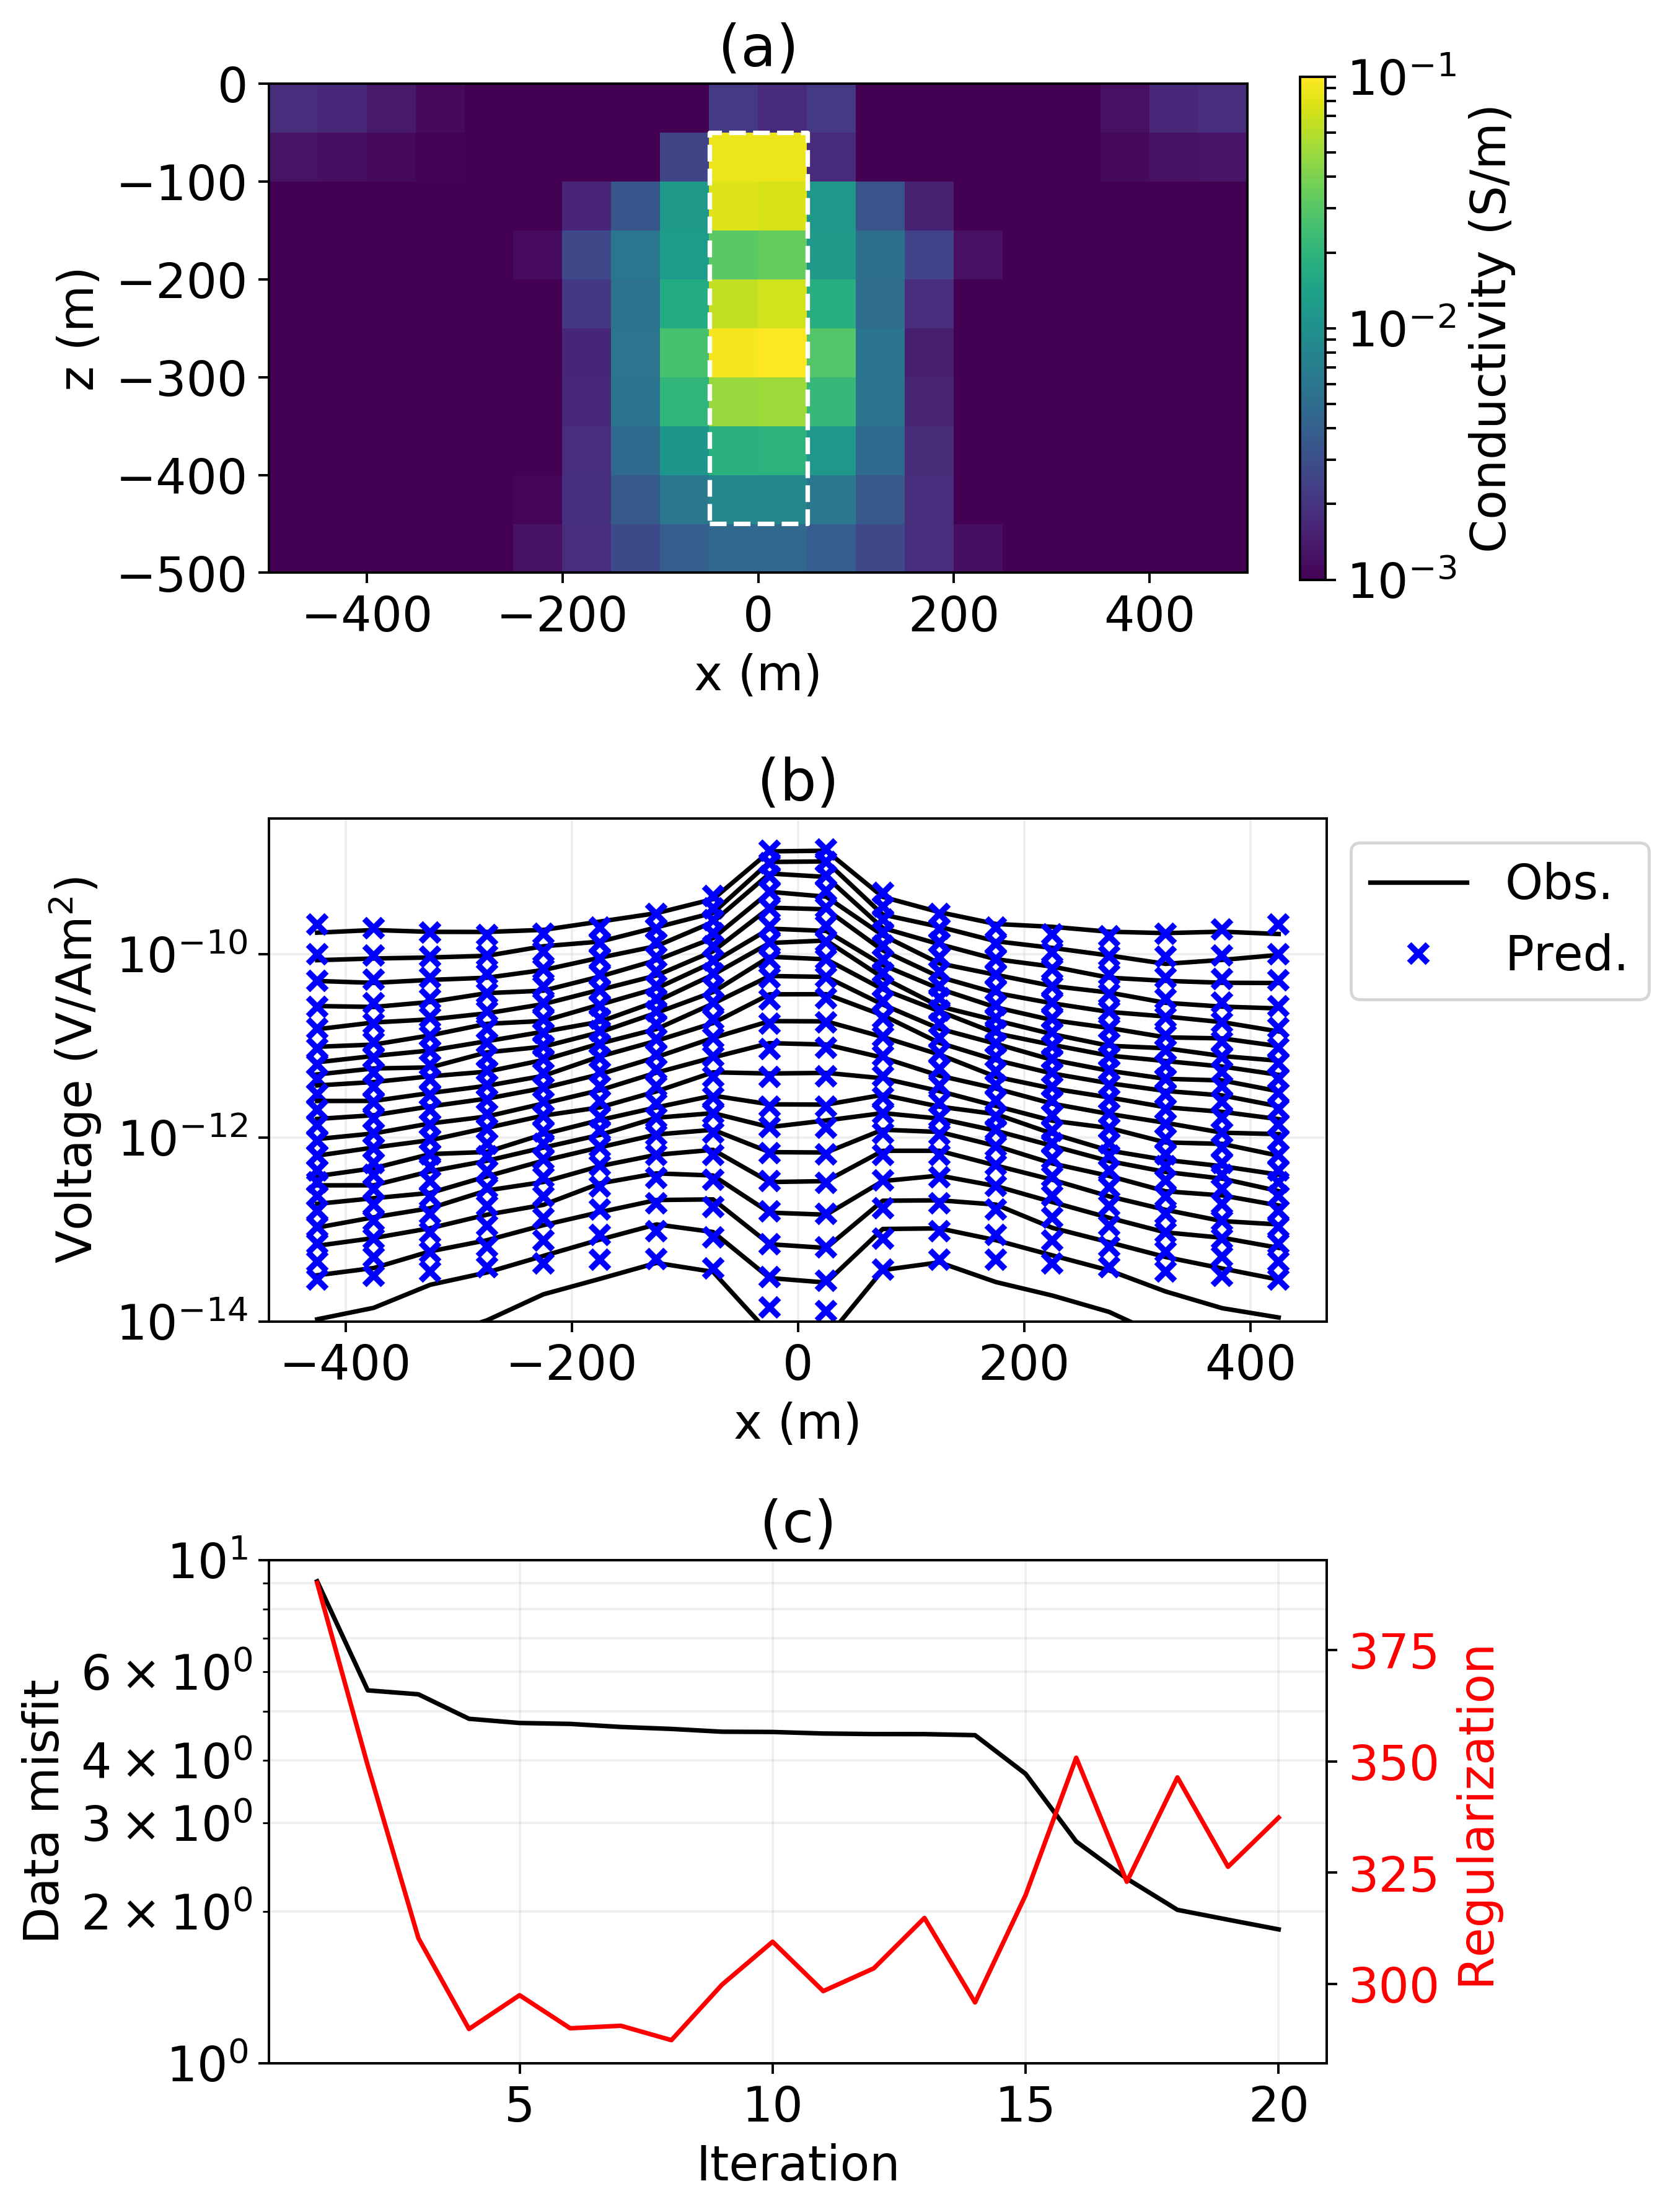 (a)
0
−100
−200
−300
−400
−500
z (m)
−400 −200 0 200 400
x (m)
10⁻¹
10⁻²
10⁻³
Conductivity (S/m)
(b)
10⁻¹⁰
10⁻¹²
10⁻¹⁴
Voltage (V/Am²)
−400 −200 0 200 400
x (m)
Obs.
Pred.
(c)
10¹
6 × 10⁰
4 × 10⁰
3 × 10⁰
2 × 10⁰
10⁰
Data misfit
375
350
325
300
Regularization
5 10 15 20
Iteration